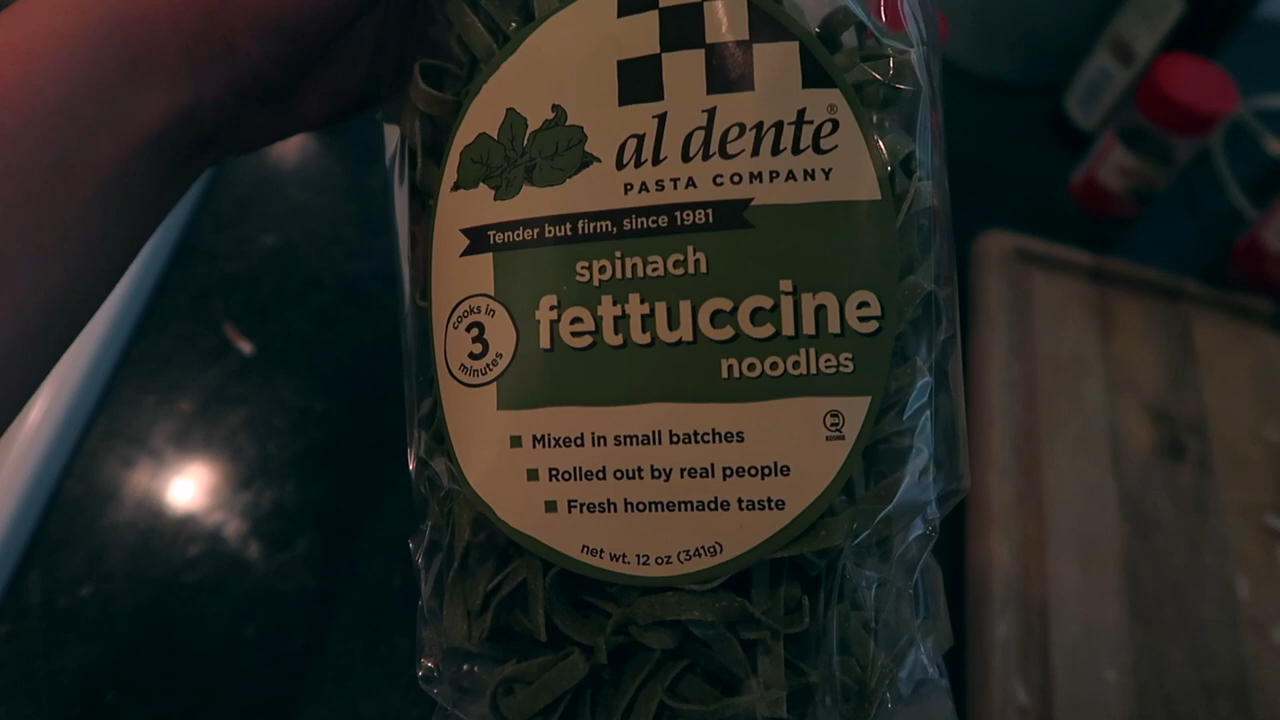 al dente®
PASTA COMPANY
Tender but firm, since 1981
spinach
fettuccine
noodles
cooks in
3
minutes
KOSHER
Mixed in small batches
Rolled out by real people
Fresh homemade taste
net wt. 12 oz (341g)